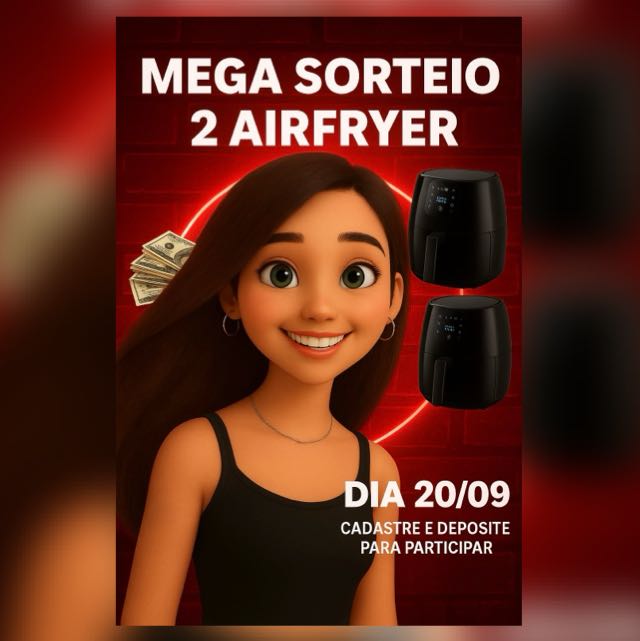 MEGA SORTEIO
2 AIRFRYER
DIA 20/09
CADASTRE E DEPOSITE
PARA PARTICIPAR